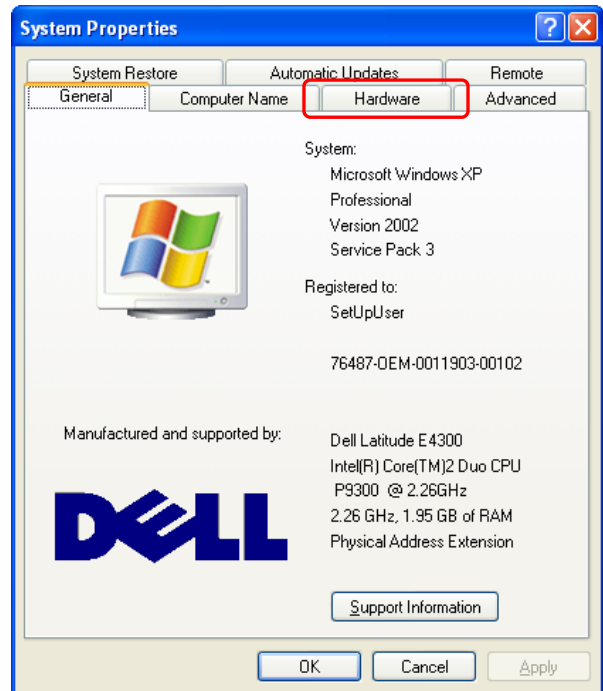 System Properties
System Restore
Automatic Updates
Remote
General
Computer Name
Hardware
Advanced
System:
Microsoft Windows XP
Professional
Version 2002
Service Pack 3
Registered to:
SetUpUser
76487-OEM-0011903-00102
Manufactured and supported by:
DELL
Dell Latitude E4300
Intel(R) Core(TM)2 Duo CPU
P9300 @ 2.26GHz
2.26 GHz, 1.95 GB of RAM
Physical Address Extension
Support Information
OK
Cancel
Apply